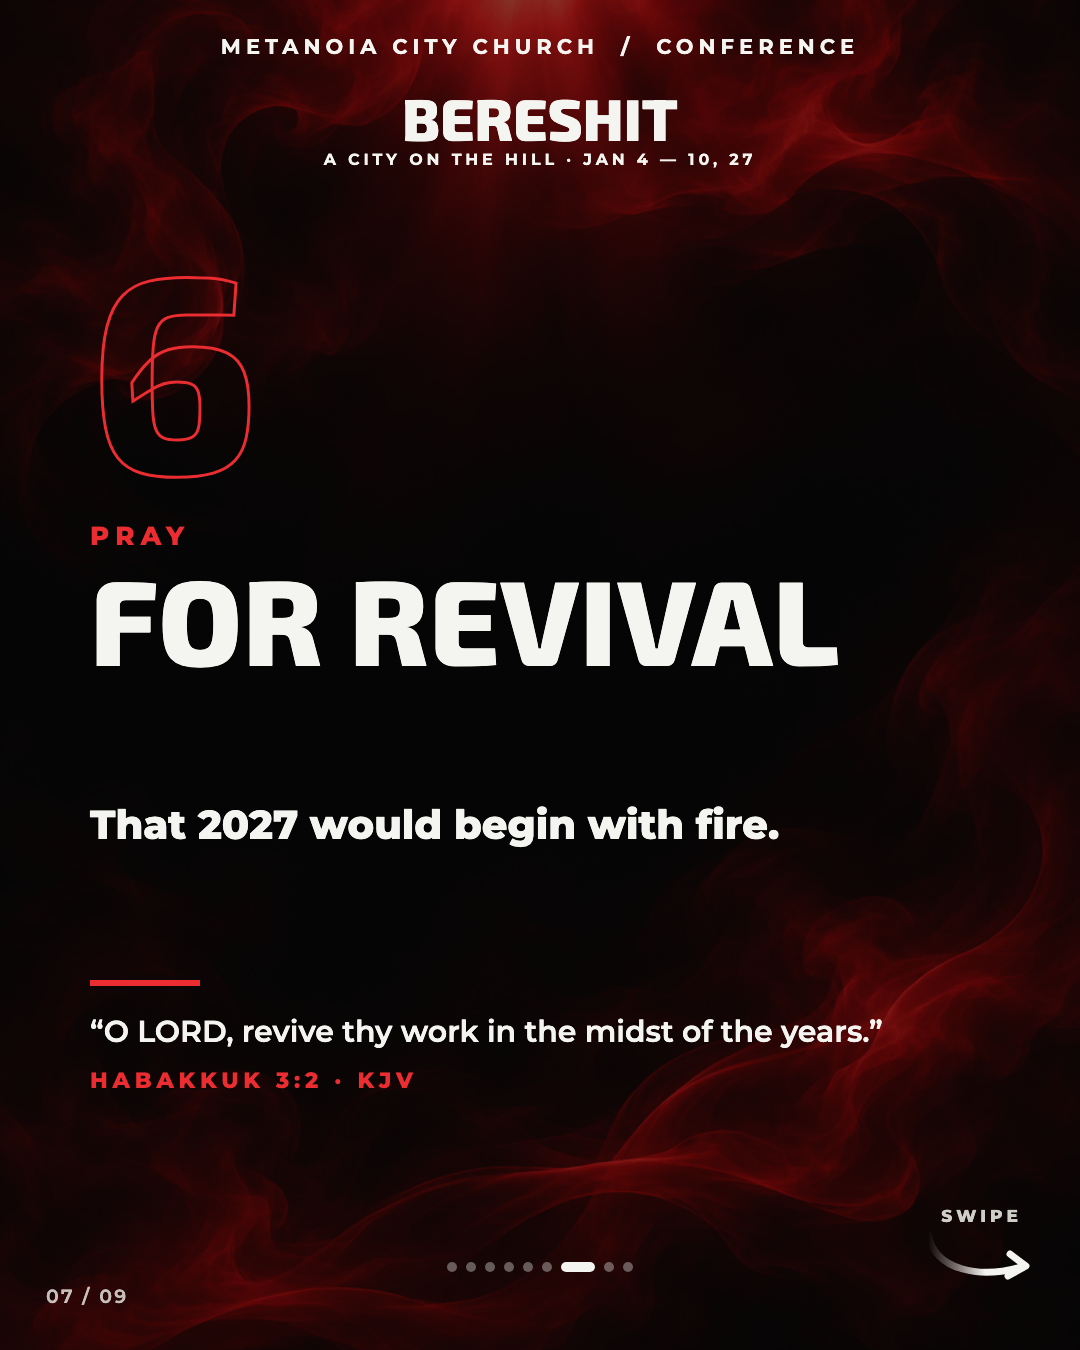 METANOIA CITY CHURCH / CONFERENCE
BERESHIT
A CITY ON THE HILL · JAN 4 — 10, 27
6
PRAY
FOR REVIVAL
That 2027 would begin with fire.
“O LORD, revive thy work in the midst of the years.”
HABAKKUK 3:2 · KJV
SWIPE
07 / 09